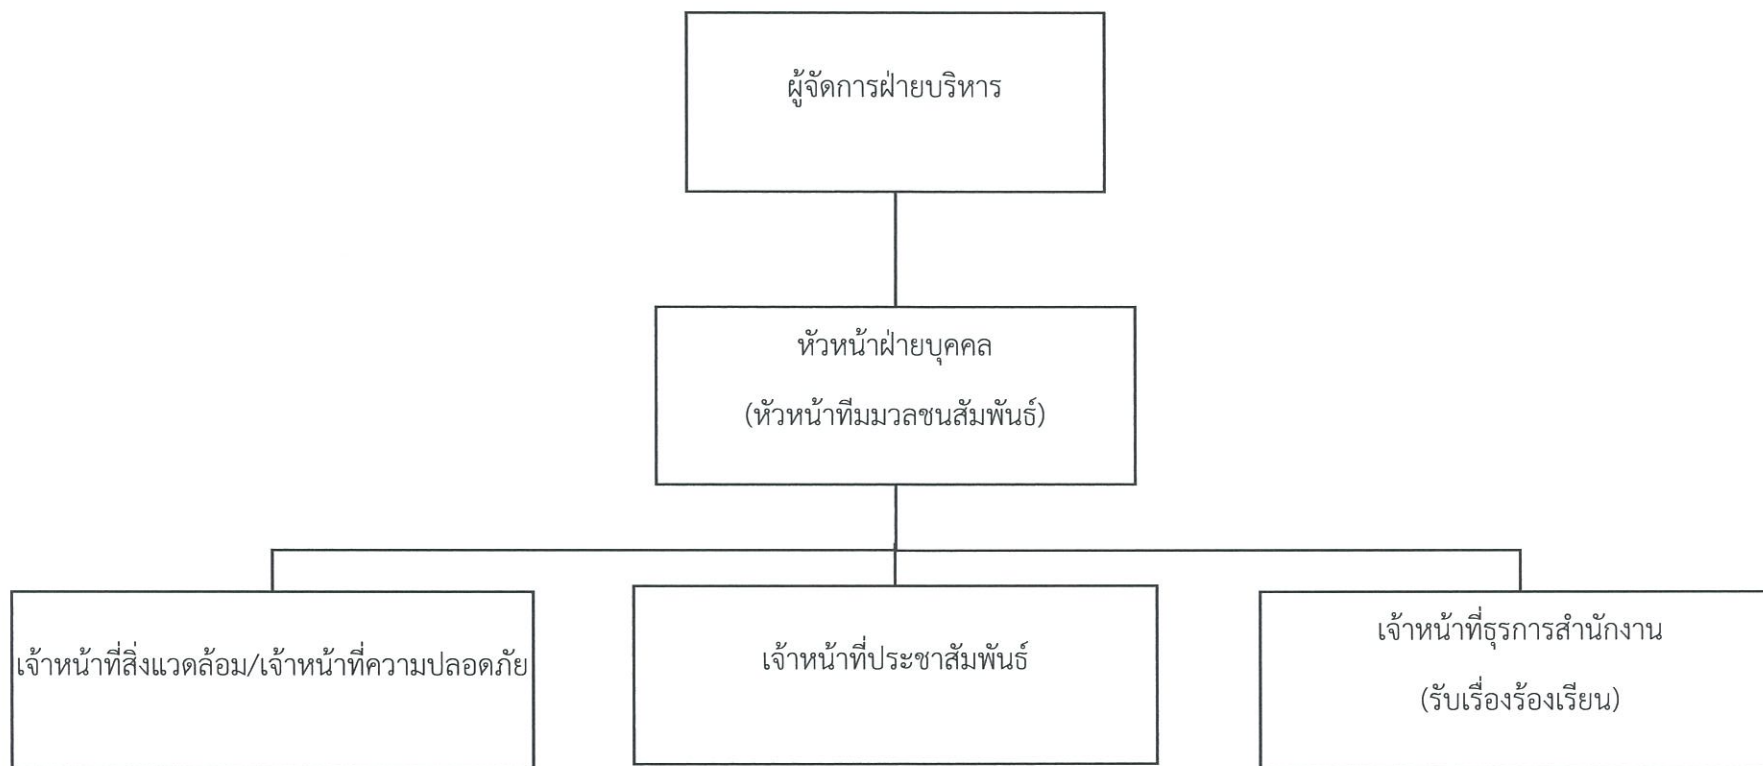 ผู้จัดการฝ่ายบริหาร
หัวหน้าฝ่ายบุคคล
(หัวหน้าทีมมวลชนสัมพันธ์)
เจ้าหน้าที่สิ่งแวดล้อม/เจ้าหน้าที่ความปลอดภัย
เจ้าหน้าที่ประชาสัมพันธ์
เจ้าหน้าที่ธุรการสำนักงาน
(รับเรื่องร้องเรียน)